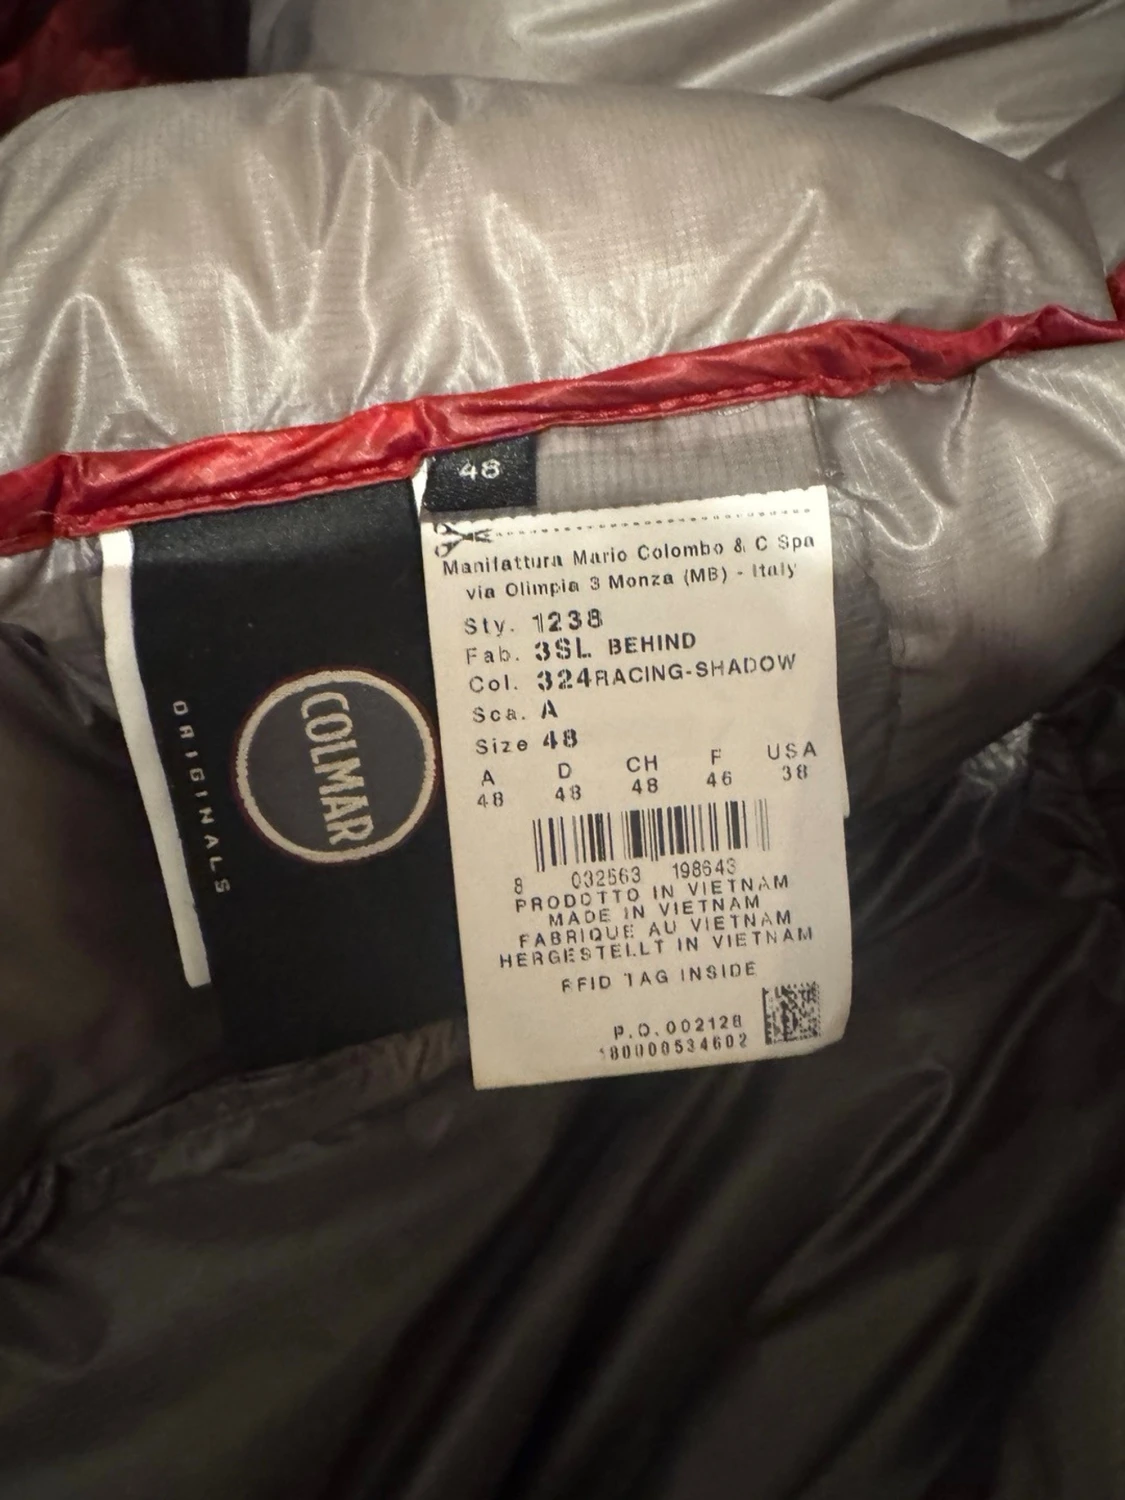 48
Manifattura Mario Colombo & C Spa
via Olimpia 3 Monza (MB) - Italy
Sty. 1238
Fab. 3SL BEHIND
Col. 324RACING-SHADOW
Sca. A
Size 48
A D CH F USA
48 48 48 46 38
8 032563 198643
PRODOTTO IN VIETNAM
MADE IN VIETNAM
FABRIQUE AU VIETNAM
HERGESTELLT IN VIETNAM
RFID TAG INSIDE
P.O.002128
180000534602
COLMAR
ORIGINALS